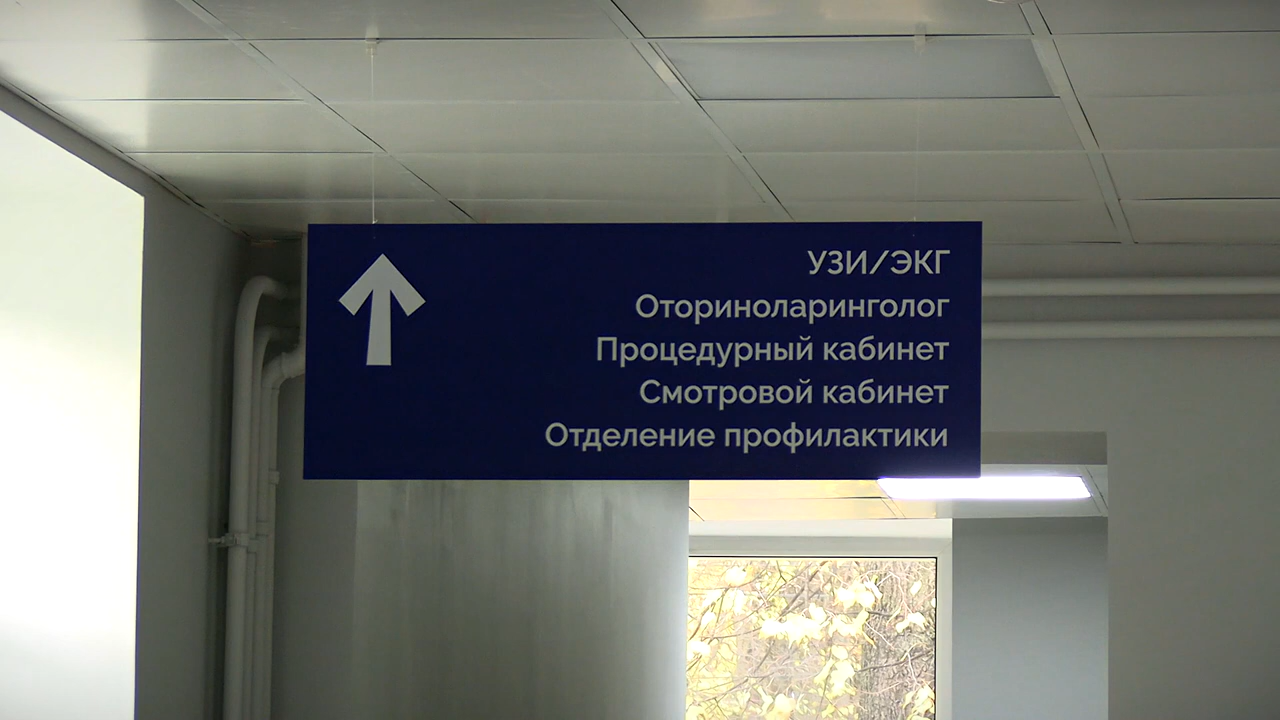 УЗИ/ЭКГ
Оториноларинголог
Процедурный кабинет
Смотровой кабинет
Отделение профилактики